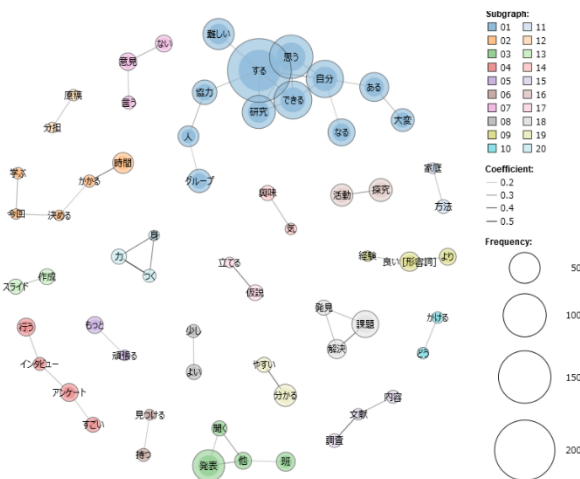 Subgraph:
01 11
02 12
03 13
04 14
05 15
06 16
07 17
08 18
09 19
10 20
Coefficient:
0.2
0.3
0.4
0.5
Frequency:
50
100
150
200
難しい
思う
する
自分
ある
できる
研究
協力
大変
なる
人
グループ
ない
意見
言う
原稿
分担
時間
学ぶ
かかる
今回
決める
家庭
方法
興味
気
活動
探究
身
力
つく
立てる
仮説
経験
良い [形容詞]
より
作成
スライド
発見
課題
解決
かける
どう
行う
インタビュー
アンケート
すごい
もっと
頑張る
少し
よい
やすい
分かる
内容
文献
調査
見つける
持つ
聞く
発表
他
班